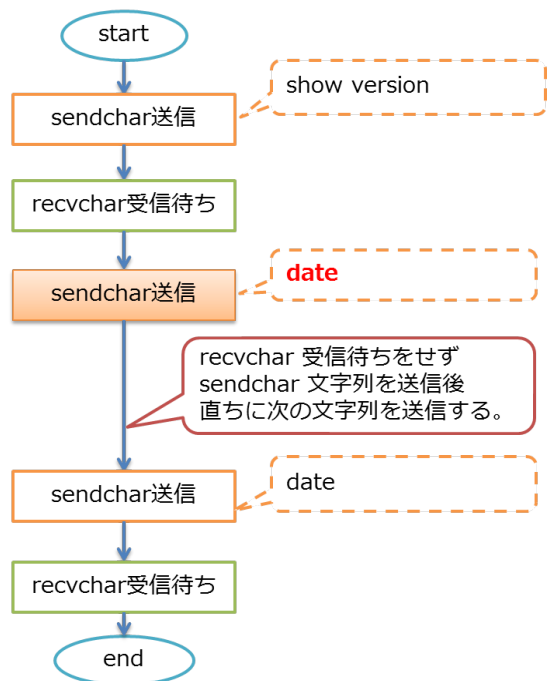 start
sendchar送信
show version
recvchar受信待ち
sendchar送信
date
recvchar 受信待ちをせず
sendchar 文字列を送信後
直ちに次の文字列を送信する。
sendchar送信
date
recvchar受信待ち
end